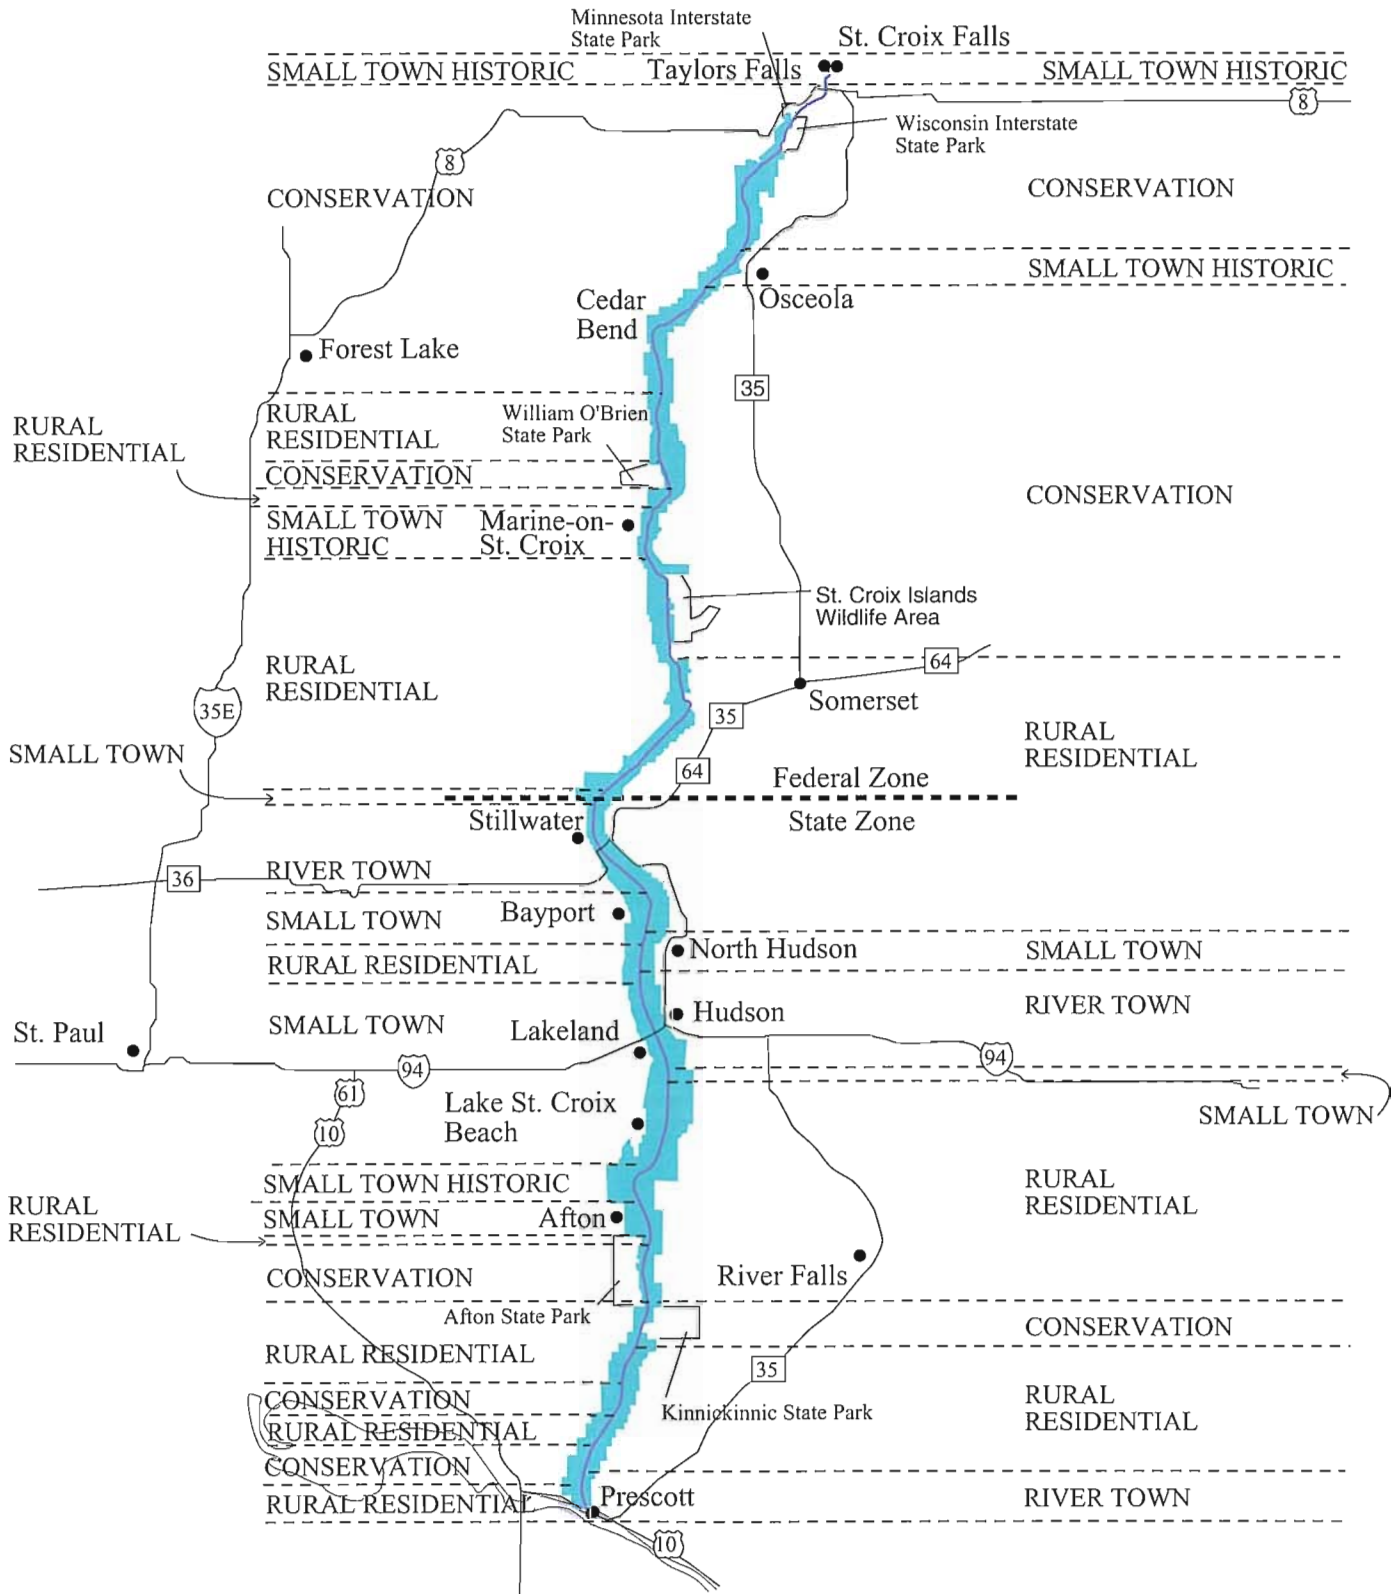 Minnesota Interstate
State Park
St. Croix Falls
SMALL TOWN HISTORIC
Taylors Falls
SMALL TOWN HISTORIC
8
Wisconsin Interstate
State Park
8
CONSERVATION
CONSERVATION
SMALL TOWN HISTORIC
Osceola
Cedar
Bend
Forest Lake
35
RURAL
RESIDENTIAL
RURAL
RESIDENTIAL
William O'Brien
State Park
CONSERVATION
CONSERVATION
SMALL TOWN
HISTORIC
Marine-on-
St. Croix
St. Croix Islands
Wildlife Area
64
RURAL
RESIDENTIAL
Somerset
35E
35
RURAL
RESIDENTIAL
SMALL TOWN
64
Federal Zone
State Zone
Stillwater
36
RIVER TOWN
SMALL TOWN
Bayport
North Hudson
SMALL TOWN
RURAL RESIDENTIAL
Hudson
RIVER TOWN
St. Paul
SMALL TOWN
Lakeland
94
94
61
10
Lake St. Croix
Beach
SMALL TOWN
SMALL TOWN HISTORIC
RURAL
RESIDENTIAL
RURAL
RESIDENTIAL
SMALL TOWN
Afton
CONSERVATION
River Falls
Afton State Park
CONSERVATION
RURAL RESIDENTIAL
35
CONSERVATION
Kinnickinnic State Park
RURAL
RESIDENTIAL
RURAL RESIDENTIAL
CONSERVATION
RURAL RESIDENTIAL
Prescott
RIVER TOWN
10